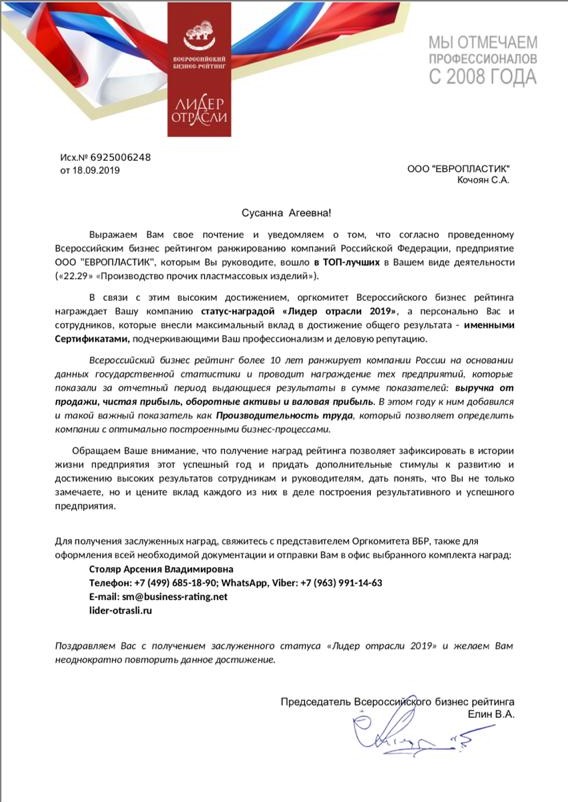 ВСЕРОССИЙСКИЙ
БИЗНЕС-РЕЙТИНГ
ЛИДЕР
ОТРАСЛИ
МЫ ОТМЕЧАЕМ
ПРОФЕССИОНАЛОВ
С 2008 ГОДА
Исх.№ 6925006248
от 18.09.2019
ООО "ЕВРОПЛАСТИК"
Кочоян С.А.
Сусанна Агеевна!
Выражаем Вам свое почтение и уведомляем о том, что согласно проведенному
Всероссийским бизнес рейтингом ранжированию компаний Российской Федерации, предприятие
ООО "ЕВРОПЛАСТИК", которым Вы руководите, вошло в ТОП-лучших в Вашем виде деятельности
(«22.29» «Производство прочих пластмассовых изделий»).
В связи с этим высоким достижением, оргкомитет Всероссийского бизнес рейтинга
награждает Вашу компанию статус-наградой «Лидер отрасли 2019», а персонально Вас и
сотрудников, которые внесли максимальный вклад в достижение общего результата - именными
Сертификатами, подчеркивающими Ваш профессионализм и деловую репутацию.
Всероссийский бизнес рейтинг более 10 лет ранжирует компании России на основании
данных государственной статистики и проводит награждение тех предприятий, которые
показали за отчетный период выдающиеся результаты в сумме показателей: выручка от
продажи, чистая прибыль, оборотные активы и валовая прибыль. В этом году к ним добавился
и такой важный показатель как Производительность труда, который позволяет определить
компании с оптимально построенными бизнес-процессами.
Обращаем Ваше внимание, что получение наград рейтинга позволяет зафиксировать в истории
жизни предприятия этот успешный год и придать дополнительные стимулы к развитию и
достижению высоких результатов сотрудникам и руководителям, дать понять, что Вы не только
замечаете, но и цените вклад каждого из них в деле построения результативного и успешного
предприятия.
Для получения заслуженных наград, свяжитесь с представителем Оргкомитета ВБР, также для
оформления всей необходимой документации и отправки Вам в офис выбранного комплекта наград:
Столяр Арсения Владимировна
Телефон: +7 (499) 685-18-90; WhatsApp, Viber: +7 (963) 991-14-63
E-mail: sm@business-rating.net
lider-otrasli.ru
Поздравляем Вас с получением заслуженного статуса «Лидер отрасли 2019» и желаем Вам
неоднократно повторить данное достижение.
Председатель Всероссийского бизнес рейтинга
Елин В.А.